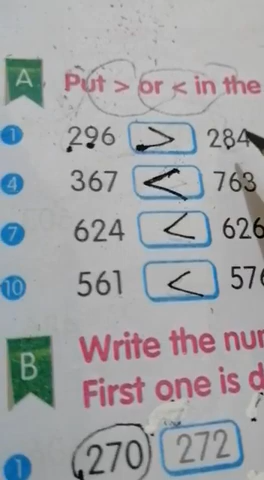 A Put > or < in the
1 296 > 284
4 367 < 763
7 624 < 626
10 561 < 57
B Write the nu
First one is d
1 270 272